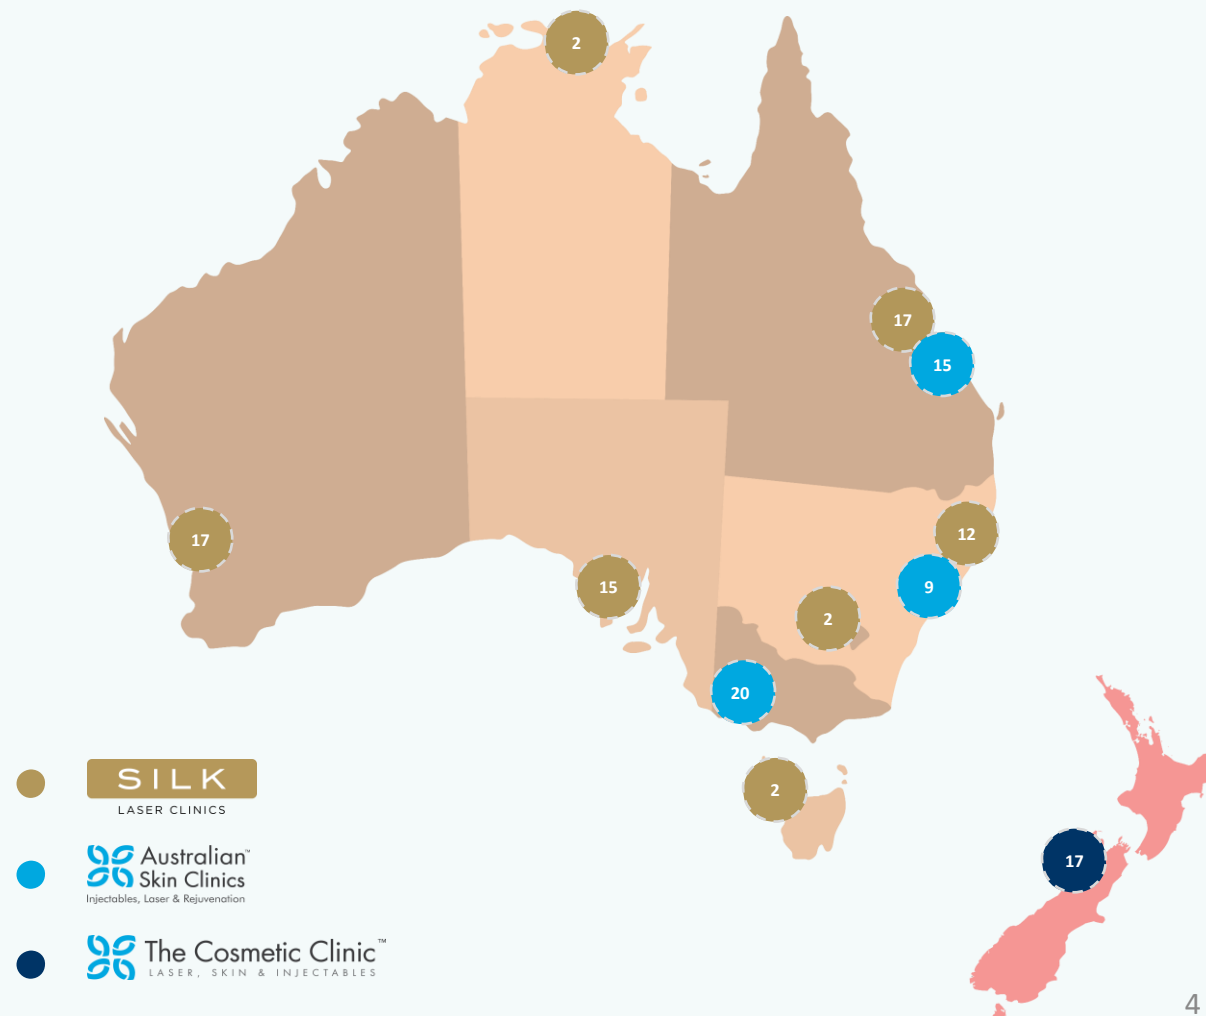 2
17
15
17
12
15
9
2
20
2
17
SILK
LASER CLINICS
Australian™
Skin Clinics
Injectables, Laser & Rejuvenation
The Cosmetic Clinic™
LASER, SKIN & INJECTABLES
4